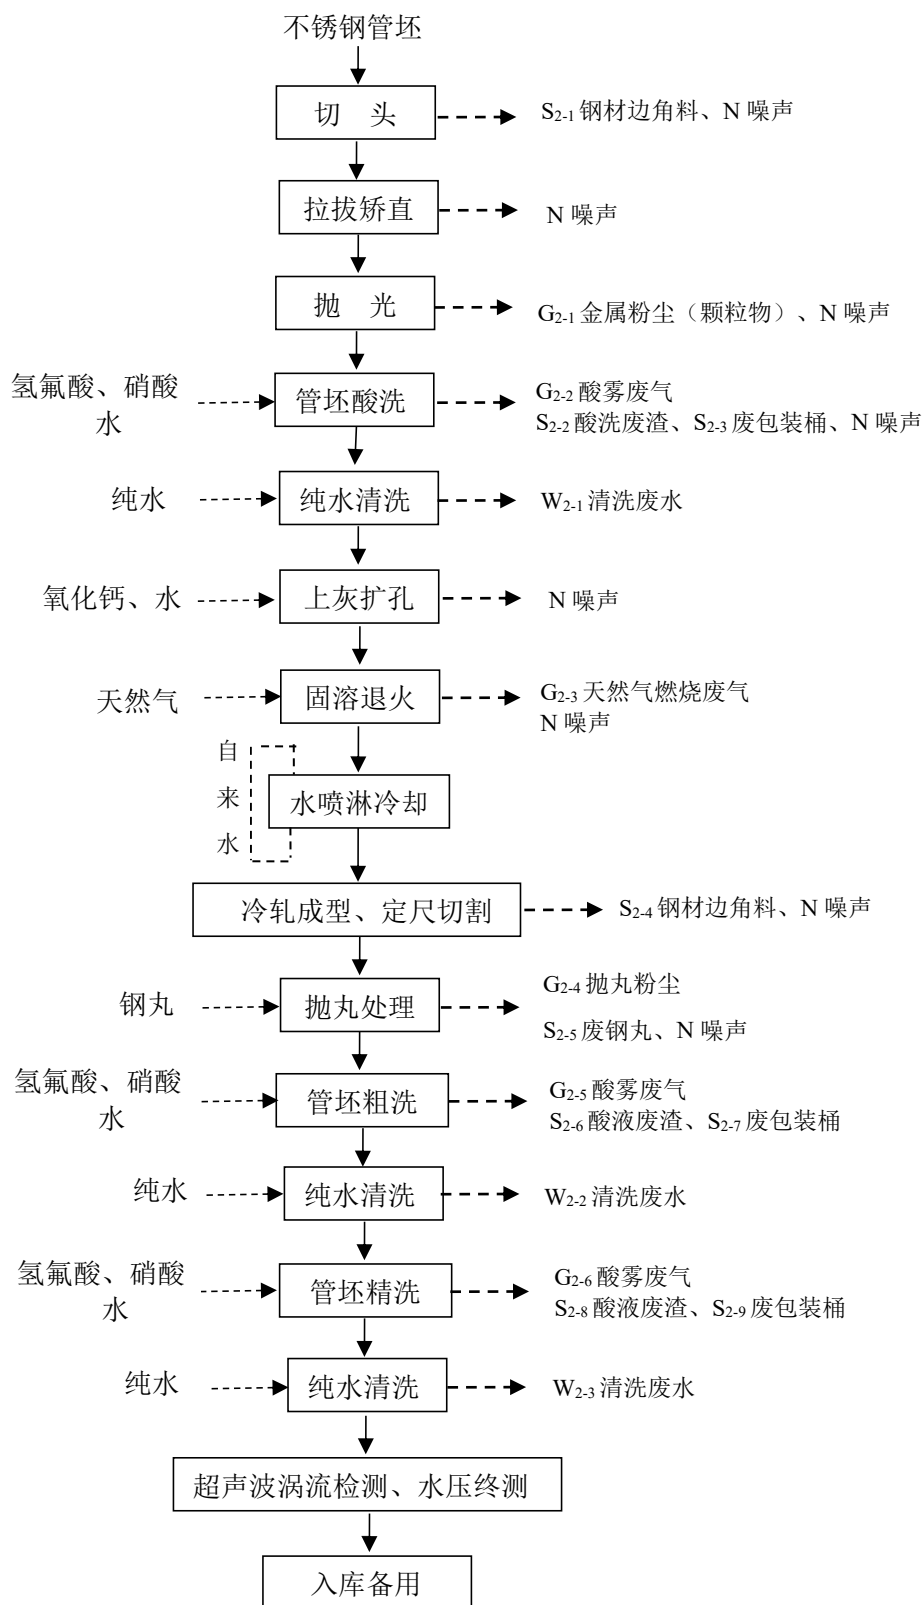 不锈钢管坯
切 头
S2-1 钢材边角料、N 噪声
拉拔矫直
N 噪声
抛 光
G2-1 金属粉尘（颗粒物）、N 噪声
氢氟酸、硝酸
水
管坯酸洗
G2-2 酸雾废气
S2-2 酸洗废渣、S2-3 废包装桶、N 噪声
纯水
纯水清洗
W2-1 清洗废水
氧化钙、水
上灰扩孔
N 噪声
天然气
固溶退火
G2-3 天然气燃烧废气
N 噪声
自
来
水
水喷淋冷却
冷轧成型、定尺切割
S2-4 钢材边角料、N 噪声
钢丸
抛丸处理
G2-4 抛丸粉尘
S2-5 废钢丸、N 噪声
氢氟酸、硝酸
水
管坯粗洗
G2-5 酸雾废气
S2-6 酸液废渣、S2-7 废包装桶
纯水
纯水清洗
W2-2 清洗废水
氢氟酸、硝酸
水
管坯精洗
G2-6 酸雾废气
S2-8 酸液废渣、S2-9 废包装桶
纯水
纯水清洗
W2-3 清洗废水
超声波涡流检测、水压终测
入库备用